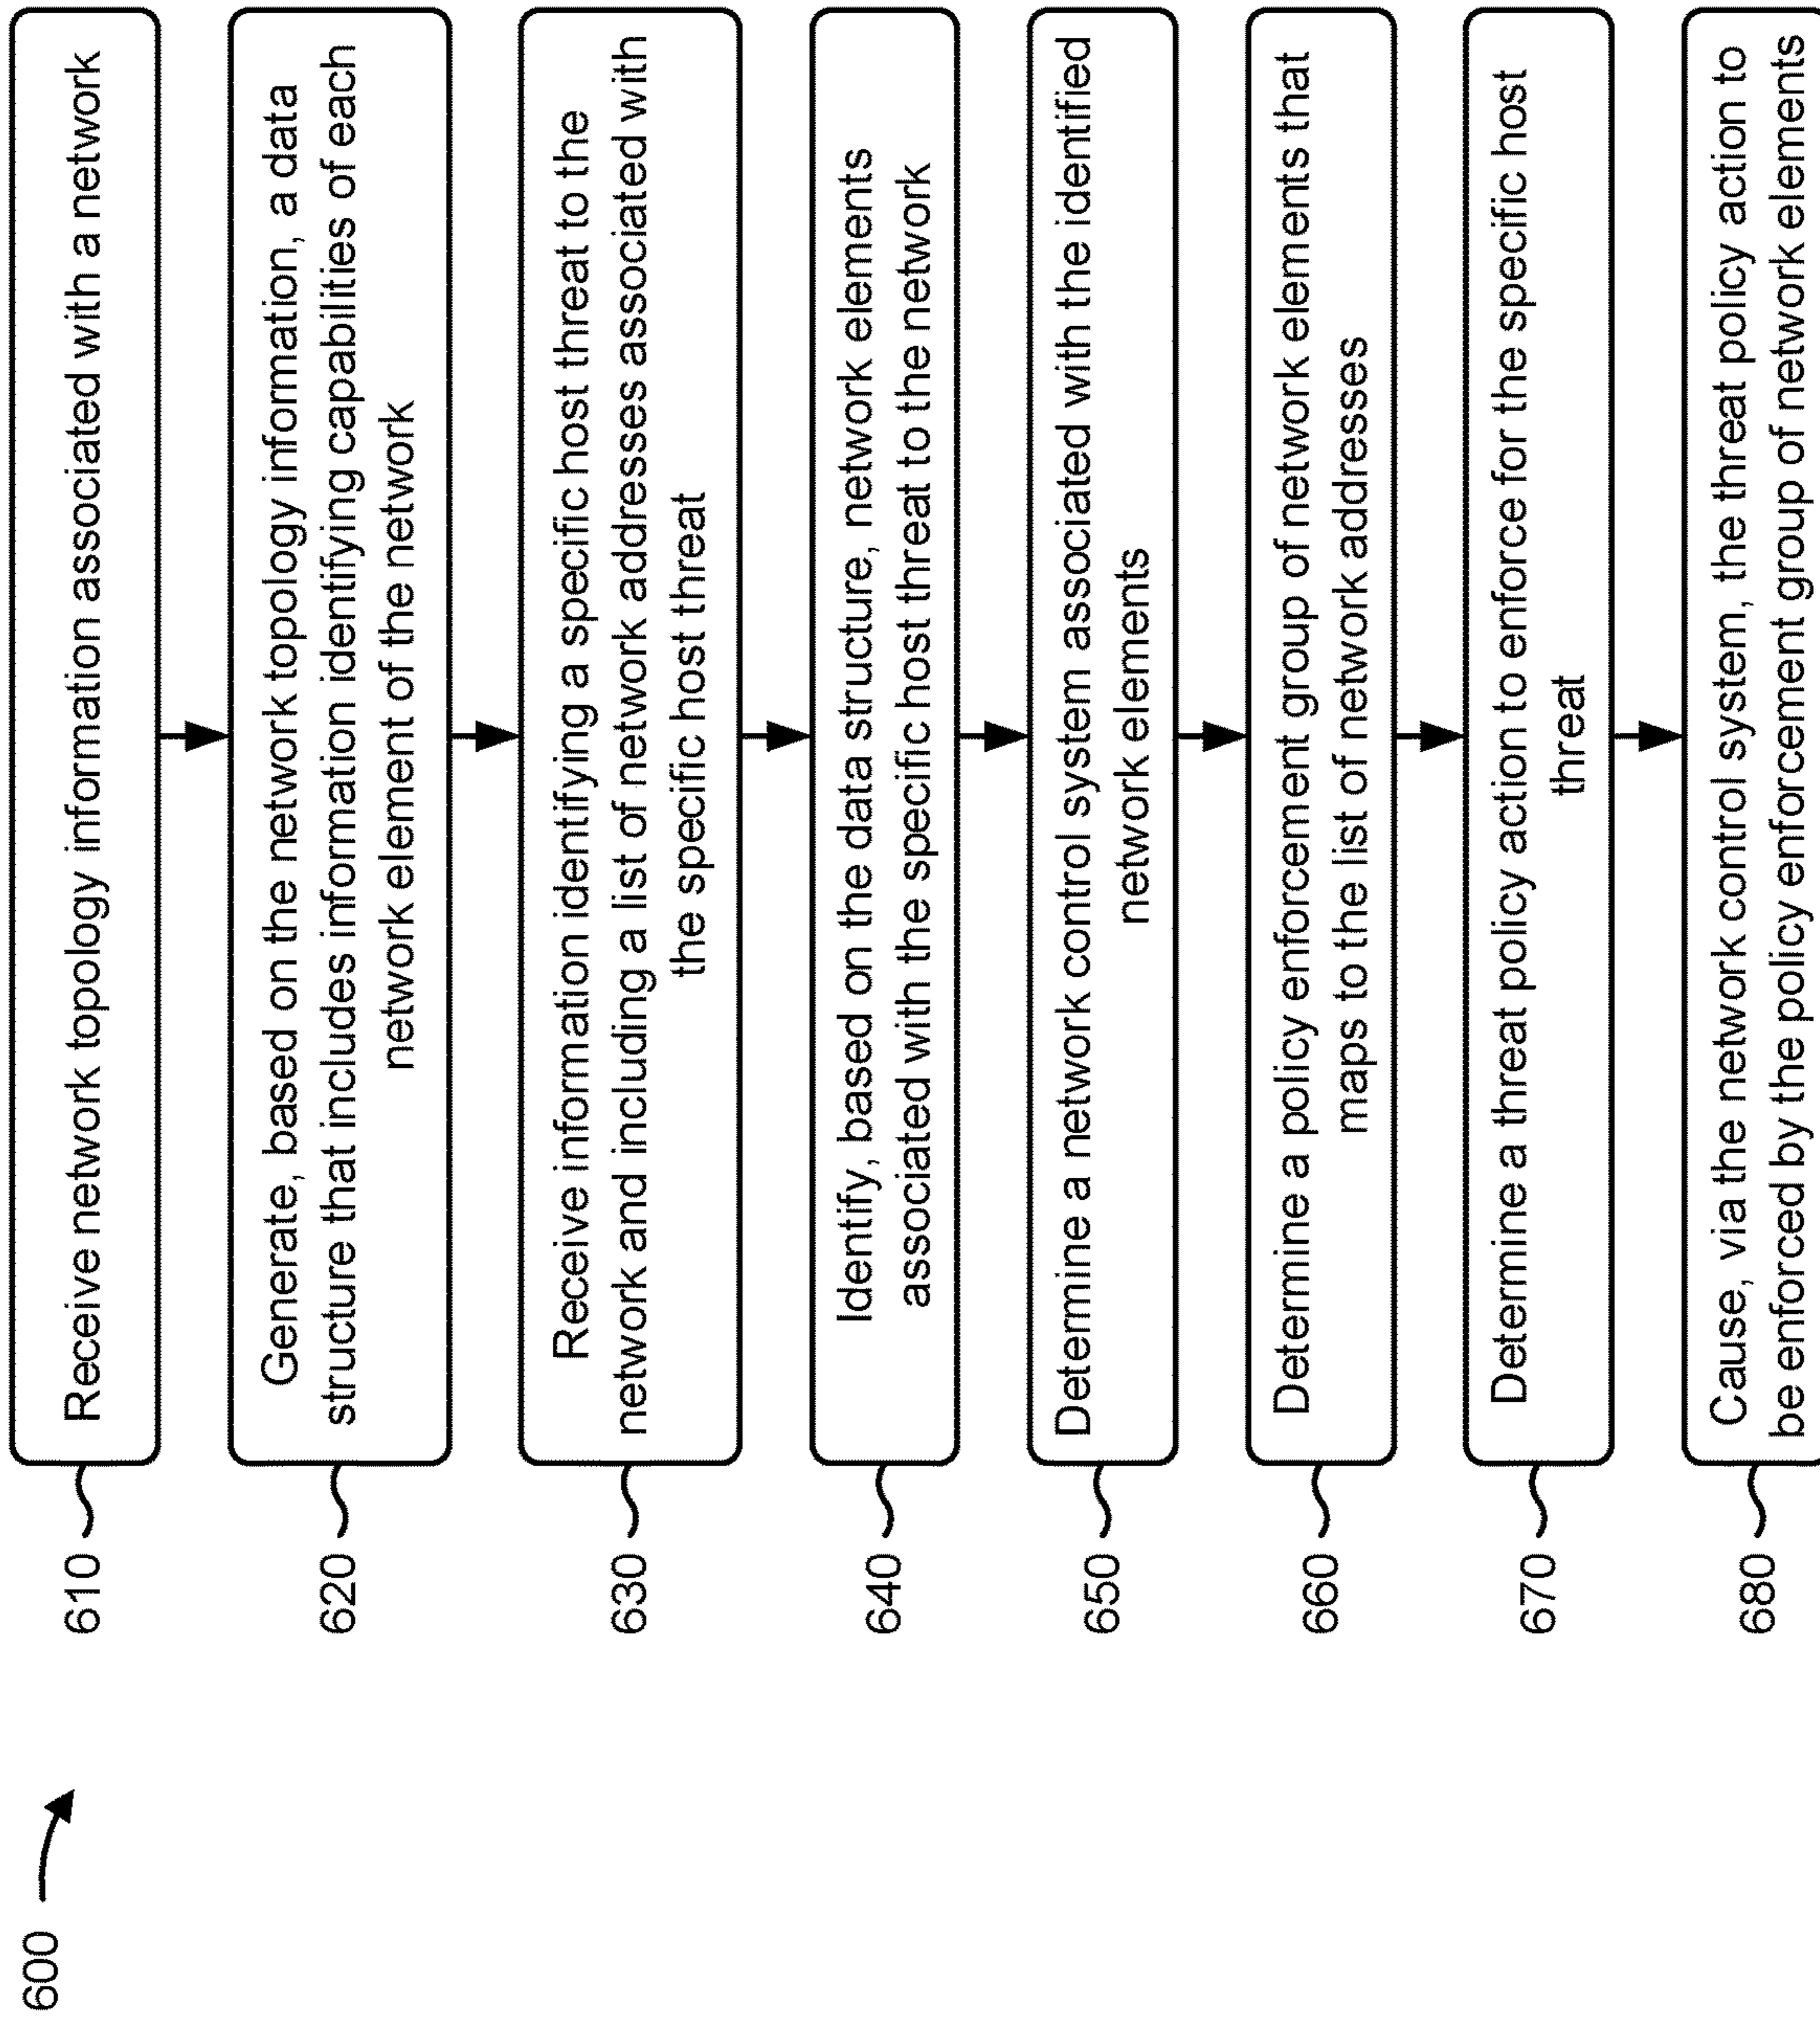 600
610
Receive network topology information associated with a network
620
Generate, based on the network topology information, a data
structure that includes information identifying capabilities of each
network element of the network
630
Receive information identifying a specific host threat to the
network and including a list of network addresses associated with
the specific host threat
640
Identify, based on the data structure, network elements
associated with the specific host threat to the network
650
Determine a network control system associated with the identified
network elements
660
Determine a policy enforcement group of network elements that
maps to the list of network addresses
670
Determine a threat policy action to enforce for the specific host
threat
680
Cause, via the network control system, the threat policy action to
be enforced by the policy enforcement group of network elements